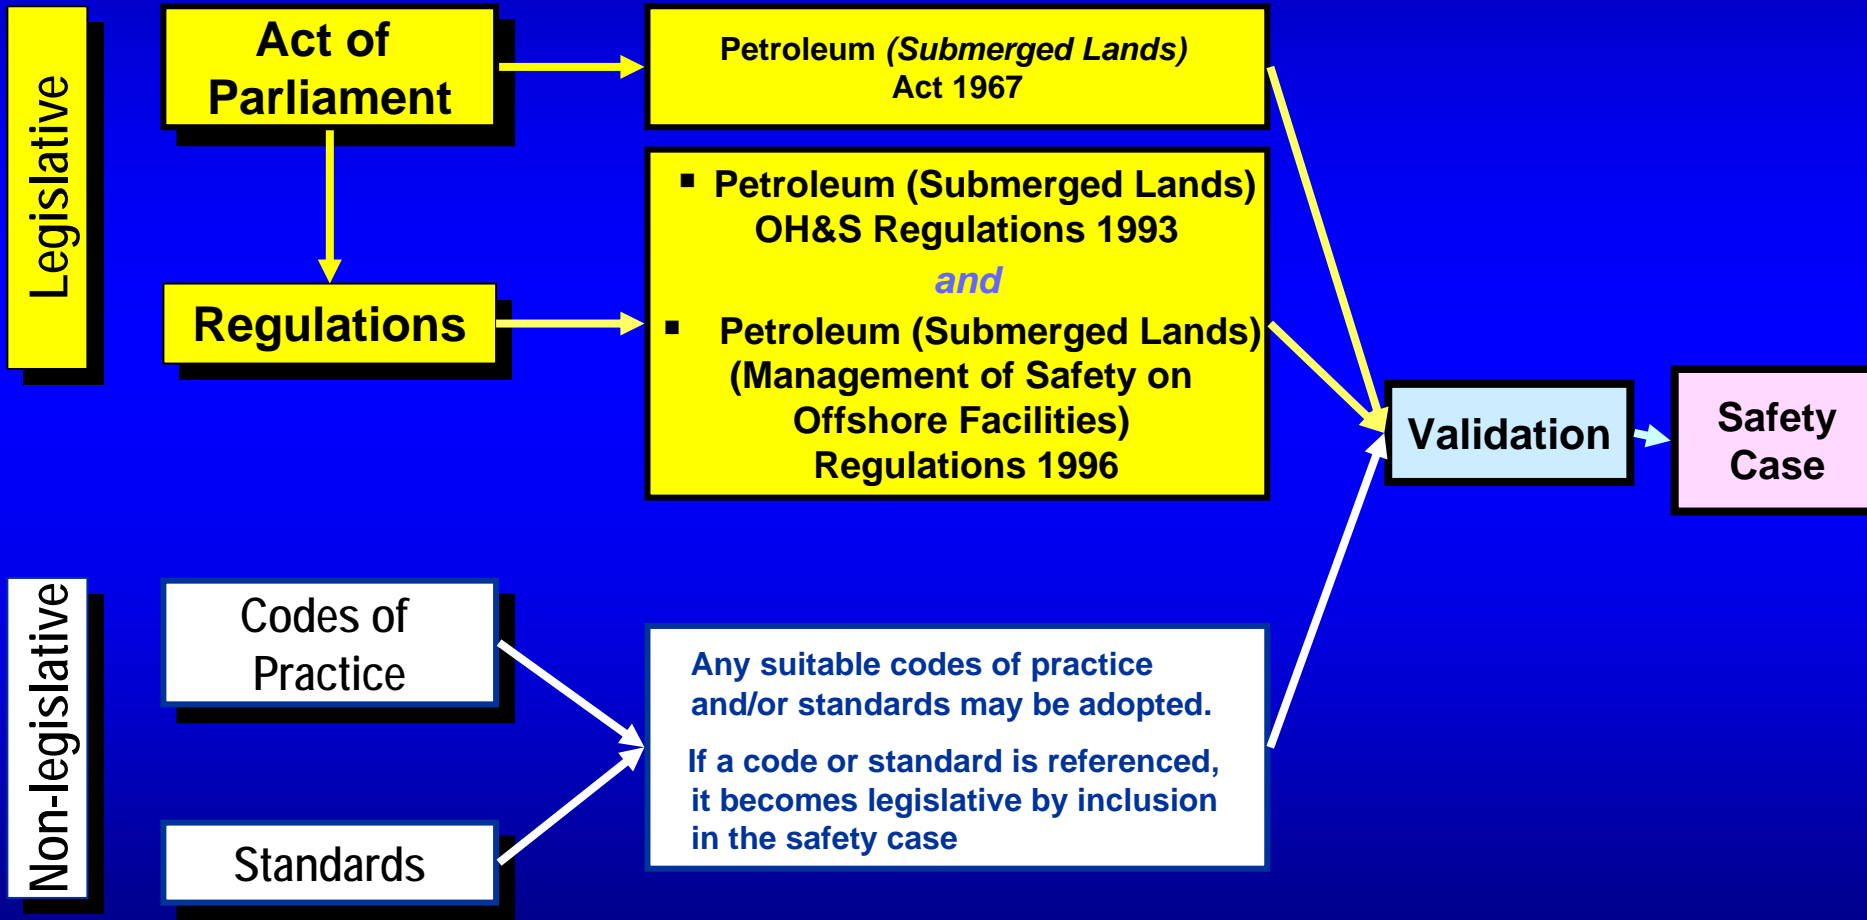 Legislative
Act of
Parliament
Petroleum (Submerged Lands)
Act 1967
Regulations
▪ Petroleum (Submerged Lands)
OH&S Regulations 1993
and
▪ Petroleum (Submerged Lands)
(Management of Safety on
Offshore Facilities)
Regulations 1996
Validation
Safety
Case
Non-legislative
Codes of
Practice
Standards
Any suitable codes of practice
and/or standards may be adopted.
If a code or standard is referenced,
it becomes legislative by inclusion
in the safety case